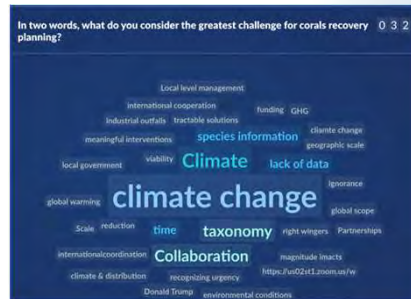 In two words, what do you consider the greatest challenge for corals recovery 0 3 2
planning?
Local level management
international cooperation funding GHG
industrial outfalls tractable solutions
meaningful interventions species information cliamte change
geographic scale
local government viability Climate lack of data
ignorance
global warming climate change
global scope
Scale reduction time taxonomy right wingers Partnerships
internationalcoordination Collaboration magnitude imacts
climate & distribution recognizing urgency https://us02st1.zoom.us/w
Donald Trump environmental conditions